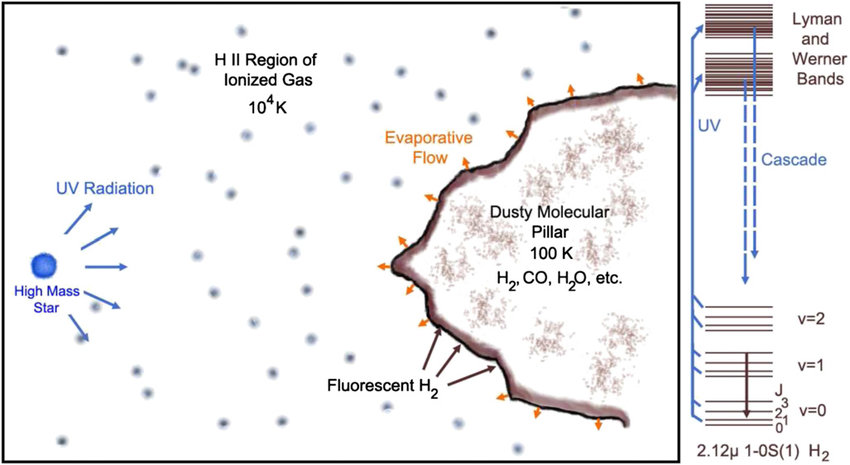 H II Region of
Ionized Gas
10⁴K
Evaporative
Flow
UV Radiation
High Mass
Star
Dusty Molecular
Pillar
100 K
H₂, CO, H₂O, etc.
Fluorescent H₂
Lyman
and
Werner
Bands
UV
Cascade
v=2
v=1
J
3
2
1
0
v=0
2.12μ 1-0S(1) H₂